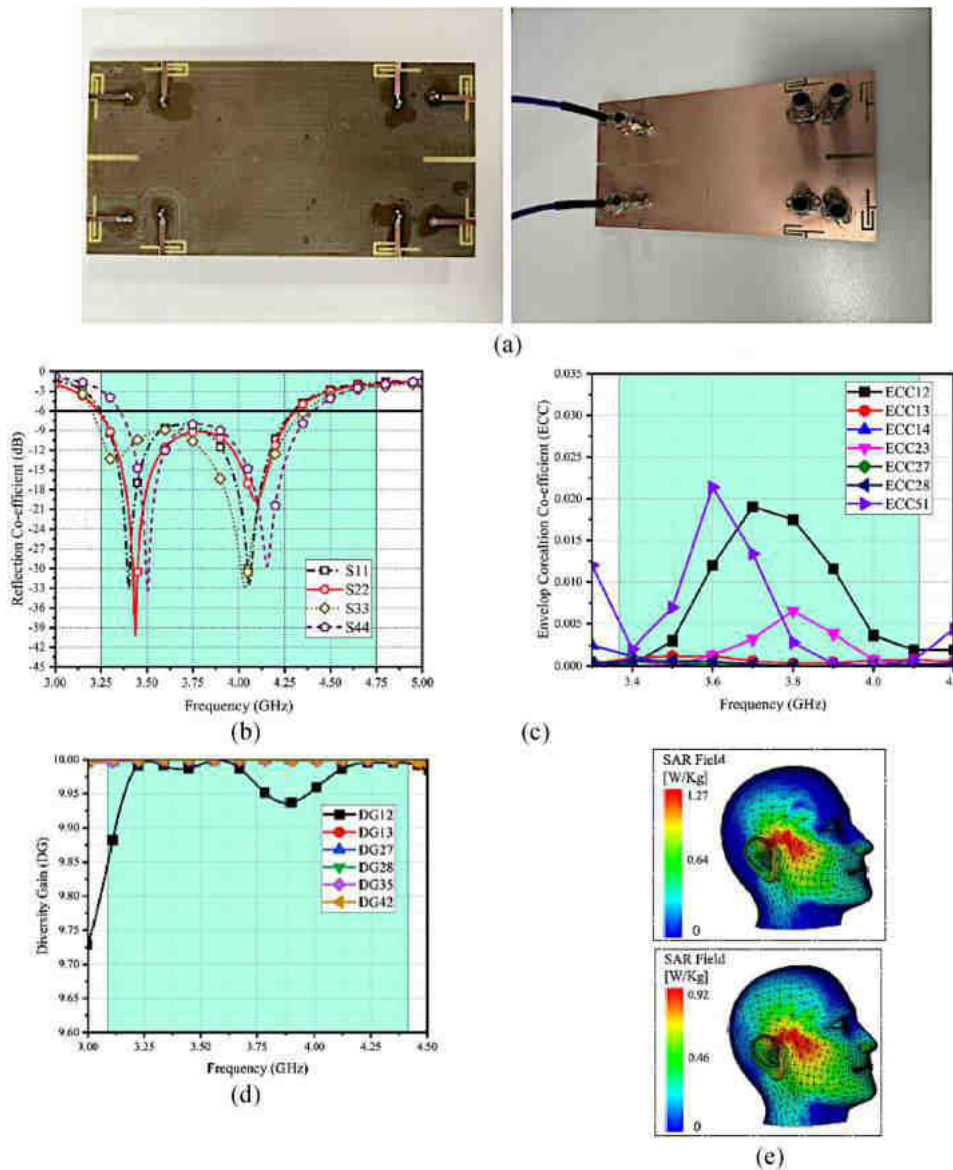 (a)
0
-3
-6
-9
-12
-15
-18
-21
-24
-27
-30
-33
-36
-39
-42
-45
Reflection Co-efficient (dB)
S11
S22
S33
S44
3.00 3.25 3.50 3.75 4.00 4.25 4.50 4.75 5.00
Frequency (GHz)
(b)
0.035
0.030
0.025
0.020
0.015
0.010
0.005
0.000
Envelop Corealtion Co-efficient (ECC)
ECC12
ECC13
ECC14
ECC23
ECC27
ECC28
ECC51
3.4 3.6 3.8 4.0
Frequency (GHz)
(c)
10.00
9.95
9.90
9.85
9.80
9.75
9.70
9.65
9.60
Diversity Gain (DG)
DG12
DG13
DG27
DG28
DG35
DG42
3.00 3.25 3.50 3.75 4.00 4.25 4.50
Frequency (GHz)
(d)
SAR Field
[W/Kg]
1.27
0.64
0
SAR Field
[W/Kg]
0.92
0.46
0
(e)